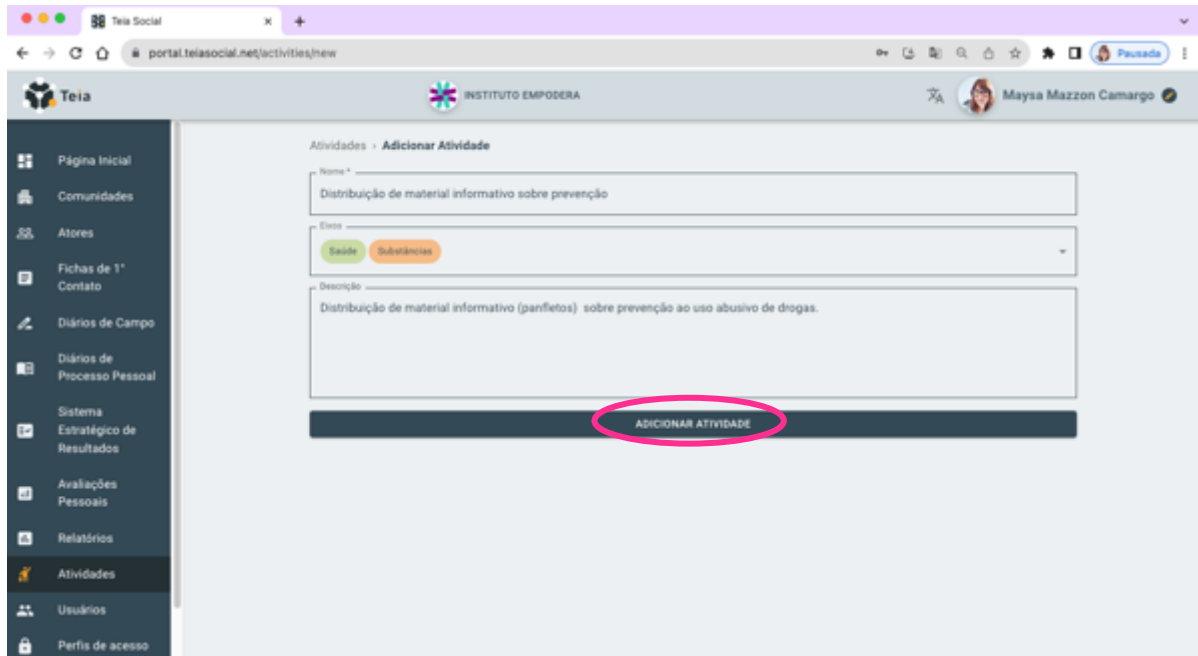 Teia Social
portal.teiasocial.net/activities/new
Pausada
Teia
INSTITUTO EMPODERA
Maysa Mazzon Camargo
Página Inicial
Comunidades
Atores
Fichas de 1°
Contato
Diários de Campo
Diários de
Processo Pessoal
Sistema
Estratégico de
Resultados
Avaliações
Pessoais
Relatórios
Atividades
Usuários
Perfis de acesso
Atividades › Adicionar Atividade
Nome *
Distribuição de material informativo sobre prevenção
Eixos
Saúde Substâncias
Descrição
Distribuição de material informativo (panfletos) sobre prevenção ao uso abusivo de drogas.
ADICIONAR ATIVIDADE